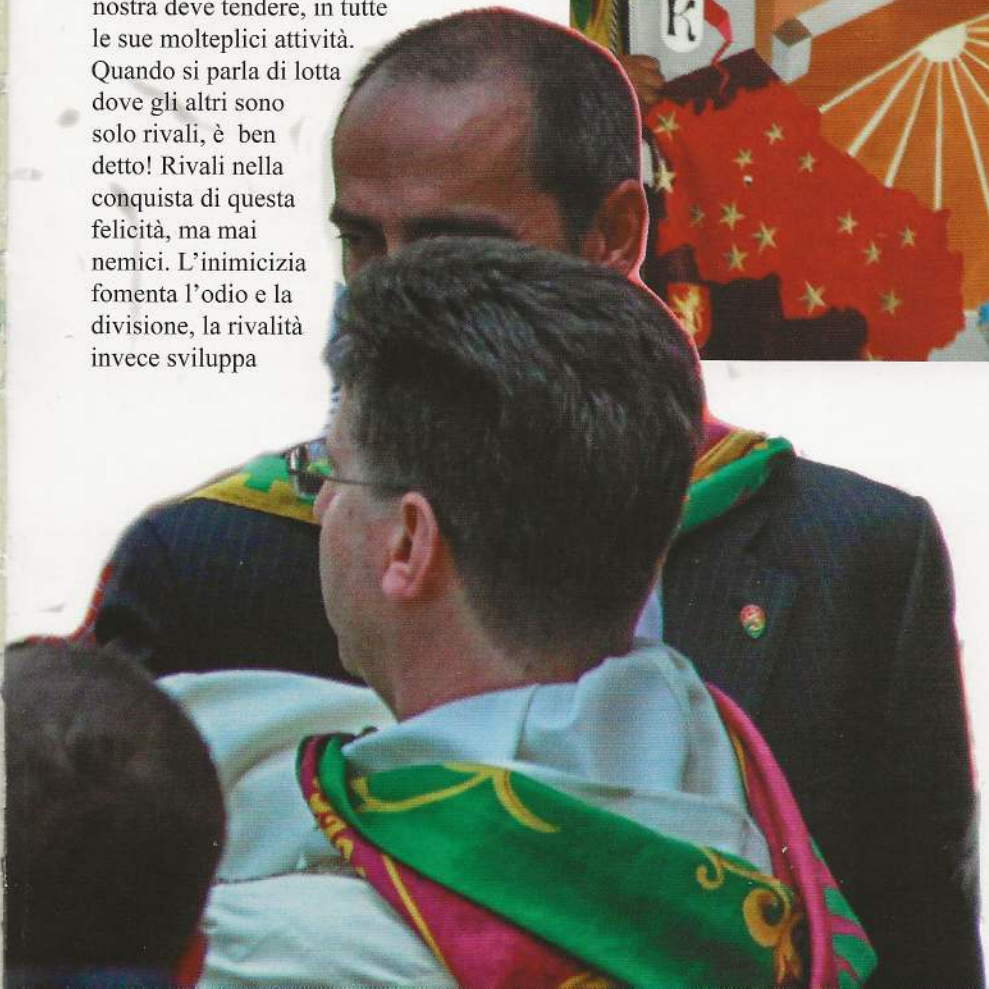 nostra deve tendere, in tutte
le sue molteplici attività.
Quando si parla di lotta
dove gli altri sono
solo rivali, è ben
detto! Rivali nella
conquista di questa
felicità, ma mai
nemici. L’inimicizia
fomenta l’odio e la
divisione, la rivalità
invece sviluppa
K